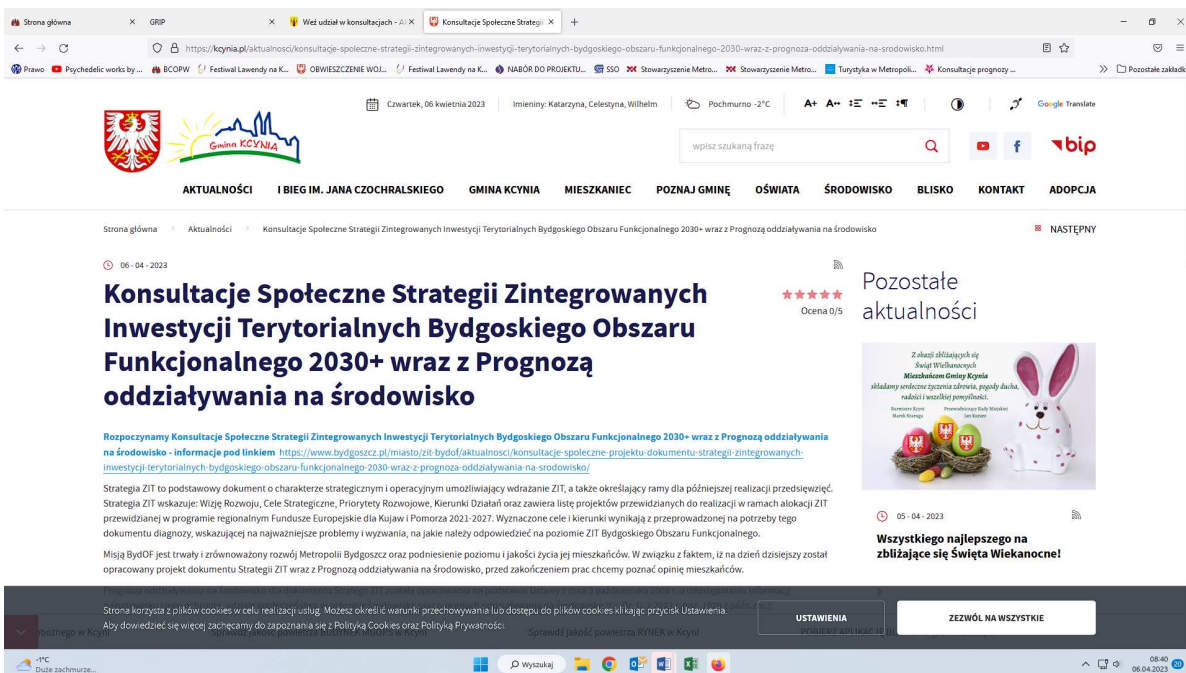 Strona główna
GRIP
Weź udział w konsultacjach - A
Konsultacje Społeczne Strategii
https://kcynia.pl/aktualnosci/konsultacje-spoleczne-strategii-zintegrowanych-inwestycji-terytorialnych-bydgoskiego-obszaru-funkcjonalnego-2030-wraz-z-prognoza-oddzialywania-na-srodowisko.html
Prawo Psychedelic works by ... BCOPW Festiwal Lawendy na K... OBWIESZCZENIE WOJ... Festiwal Lawendy na K... NABÓR DO PROJEKTU... SSO Stowarzyszenie Metro... Stowarzyszenie Metro... Turystyka w Metropoli... Konsultacje prognozy ... Pozostałe zakładk
Czwartek, 06 kwietnia 2023 Imieniny: Katarzyna, Celestyna, Wilhelm Pochmurno -2°C A+ Google Translate
Gmina KCYNIA
wpisz szukaną frazę
f
bip
AKTUALNOŚCI I BIEG IM. JANA CZOCHRALSKIEGO GMINA KCYNIA MIESZKANIEC POZNAJ GMINĘ OŚWIATA ŚRODOWISKO BLISKO KONTAKT ADOPCJA
Strona główna > Aktualności > Konsultacje Społeczne Strategii Zintegrowanych Inwestycji Terytorialnych Bydgoskiego Obszaru Funkcjonalnego 2030+ wraz z Prognozą oddziaływania na środowisko
NASTĘPNY
06 - 04 - 2023
Konsultacje Społeczne Strategii Zintegrowanych
Inwestycji Terytorialnych Bydgoskiego Obszaru
Funkcjonalnego 2030+ wraz z Prognozą
oddziaływania na środowisko
Ocena 0/5
Rozpoczynamy Konsultacje Społeczne Strategii Zintegrowanych Inwestycji Terytorialnych Bydgoskiego Obszaru Funkcjonalnego 2030+ wraz z Prognozą oddziaływania
na środowisko - informacje pod linkiem https://www.bydgoszcz.pl/miasto/zit-bydof/aktualnosci/konsultacje-spoleczne-projektu-dokumentu-strategii-zintegrowanych-
inwestycji-terytorialnych-bydgoskiego-obszaru-funkcjonalnego-2030-wraz-z-prognoza-oddzialywania-na-srodowisko/
Strategia ZIT to podstawowy dokument o charakterze strategicznym i operacyjnym umożliwiający wdrażanie ZIT, a także określający ramy dla późniejszej realizacji przedsięwzięć.
Strategia ZIT wskazuje: Wizję Rozwoju, Cele Strategiczne, Priorytety Rozwojowe, Kierunki Działań oraz zawiera listę projektów przewidzianych do realizacji w ramach alokacji ZIT
przewidzianej w programie regionalnym Fundusze Europejskie dla Kujaw i Pomorza 2021-2027. Wyznaczone cele i kierunki wynikają z przeprowadzonej na potrzeby tego
dokumentu diagnozy, wskazującej na najważniejsze problemy i wyzwania, na jakie należy odpowiedzieć na poziomie ZIT Bydgoskiego Obszaru Funkcjonalnego.
Misją BydOF jest trwały i zrównoważony rozwój Metropolii Bydgoszcz oraz podniesienie poziomu i jakości życia jej mieszkańców. W związku z faktem, iż na dzień dzisiejszy został
opracowany projekt dokumentu Strategii ZIT wraz z Prognozą oddziaływania na środowisko, przed zakończeniem prac chcemy poznać opinię mieszkańców.
Pozostałe
aktualności
Z okazji zbliżających się
Świąt Wielkanocnych
Mieszkańcom Gminy Kcynia
składamy serdeczne życzenia zdrowia, pogody ducha,
radości i wszelkiej pomyślności.
Burmistrz Kcyni Przewodniczący Rady Miejskiej
Marek Szaruga Jan Kurant
05 - 04 - 2023
Wszystkiego najlepszego na
zbliżające się Święta Wiekanocne!
Strona korzysta z plików cookies w celu realizacji usług. Możesz określić warunki przechowywania lub dostępu do plików cookies klikając przycisk Ustawienia.
Aby dowiedzieć się więcej zachęcamy do zapoznania się z Polityką Cookies oraz Polityką Prywatności.
USTAWIENIA
ZEZWÓL NA WSZYSTKIE
Sprawdź jakość powietrza BUDYNEK MGOPS w Kcyni
Sprawdź jakość powietrza RYNEK w Kcyni
-1°C
Duże zachmurze...
Wyszukaj
08:40
06.04.2023
20